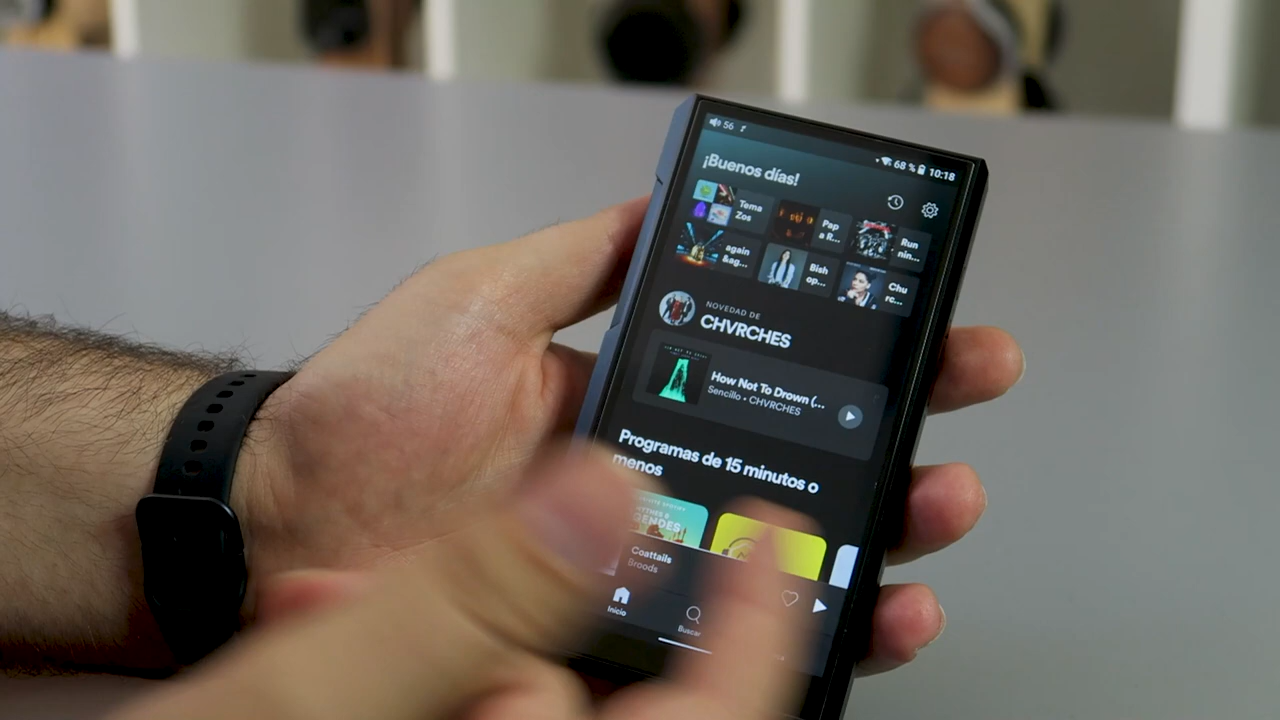 56
68 % 10:18
¡Buenos días!
Tema
Zos
Pap
a R...
Run
nin...
again
&ag...
Bish
op...
Chu
rc...
NOVEDAD DE
CHVRCHES
How Not To Drown (...
Sencillo • CHVRCHES
Programas de 15 minutos o
menos
Coattails
Broods
Inicio
Buscar